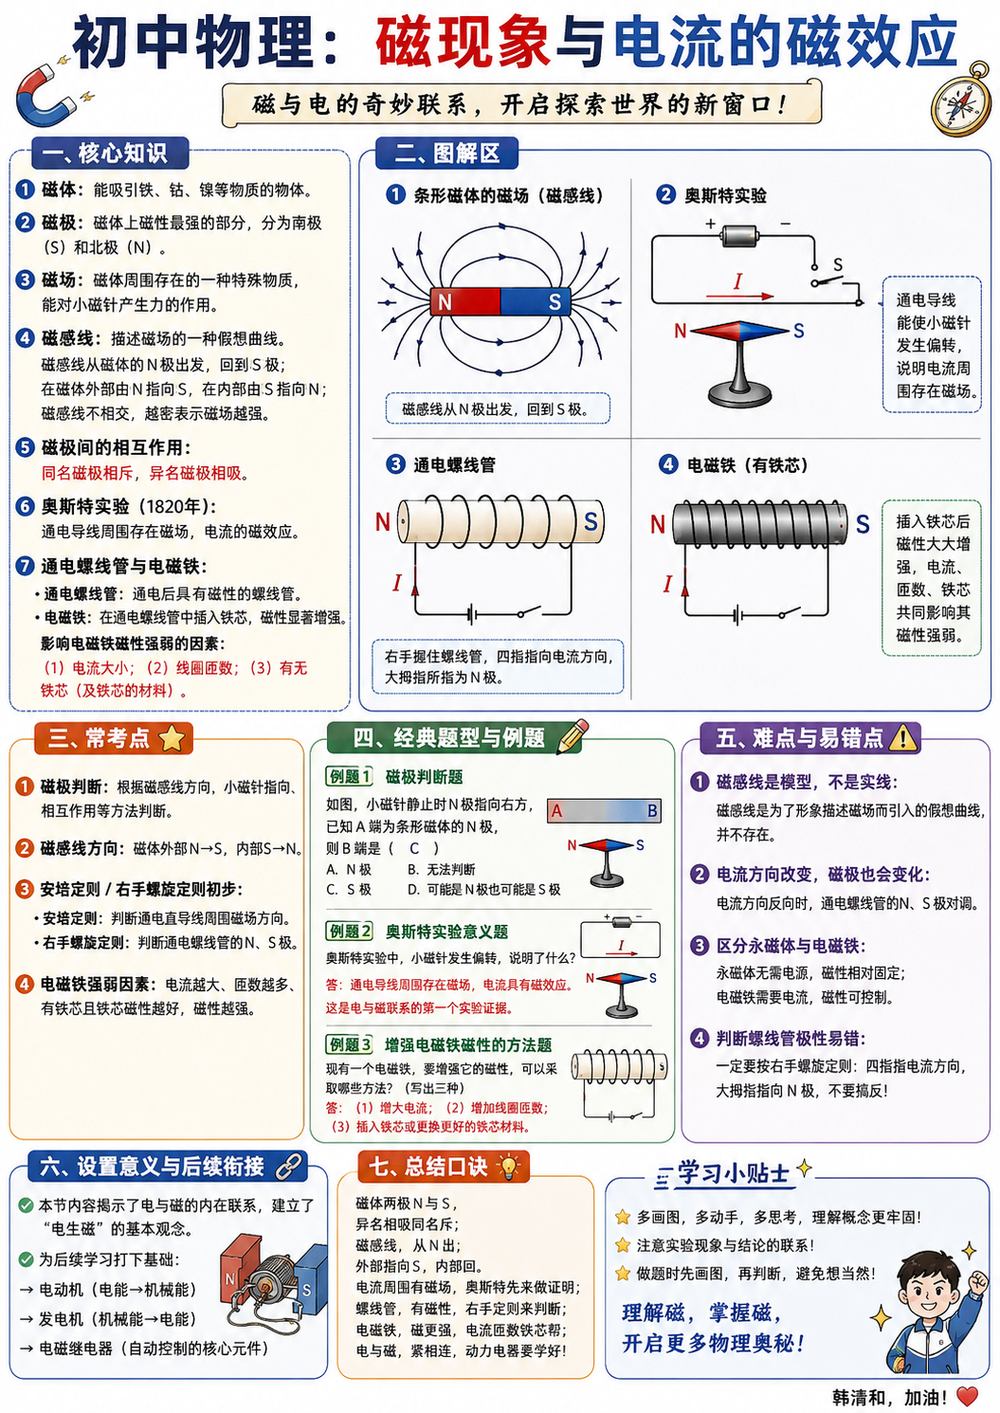 初中物理：磁现象与电流的磁效应
磁与电的奇妙联系，开启探索世界的新窗口！
一、核心知识
1 磁体：能吸引铁、钴、镍等物质的物体。
2 磁极：磁体上磁性最强的部分，分为南极
（S）和北极（N）。
3 磁场：磁体周围存在的一种特殊物质，
能对小磁针产生力的作用。
4 磁感线：描述磁场的一种假想曲线。
磁感线从磁体的N极出发，回到S极；
在磁体外部由N指向S，在内部由S指向N；
磁感线不相交，越密表示磁场越强。
5 磁极间的相互作用：
同名磁极相斥，异名磁极相吸。
6 奥斯特实验（1820年）：
通电导线周围存在磁场，电流的磁效应。
7 通电螺线管与电磁铁：
• 通电螺线管：通电后具有磁性的螺线管。
• 电磁铁：在通电螺线管中插入铁芯，磁性显著增强。
影响电磁铁磁性强弱的因素：
（1）电流大小；（2）线圈匝数；（3）有无
铁芯（及铁芯的材料）。
二、图解区
1 条形磁体的磁场（磁感线）
N S
磁感线从N极出发，回到S极。
2 奥斯特实验
+ −
S
I
N S
通电导线
能使小磁针
发生偏转，
说明电流周
围存在磁场。
3 通电螺线管
N S
I
右手握住螺线管，四指指向电流方向，
大拇指所指为N极。
4 电磁铁（有铁芯）
N S
I
插入铁芯后
磁性大大增
强，电流、
匝数、铁芯
共同影响其
磁性强弱。
三、常考点
1 磁极判断：根据磁感线方向，小磁针指向、
相互作用等方法判断。
2 磁感线方向：磁体外部N→S，内部S→N。
3 安培定则 / 右手螺旋定则初步：
• 安培定则：判断通电直导线周围磁场方向。
• 右手螺旋定则：判断通电螺线管的N、S极。
4 电磁铁强弱因素：电流越大、匝数越多、
有铁芯且铁芯磁性越好，磁性越强。
四、经典题型与例题
例题1 磁极判断题
如图，小磁针静止时N极指向右方，
已知A端为条形磁体的N极，
则B端是（ C ）
A. N极 B. 无法判断
C. S极 D. 可能是N极也可能是S极
A B
N S
例题2 奥斯特实验意义题
奥斯特实验中，小磁针发生偏转，说明了什么？
答：通电导线周围存在磁场，电流具有磁效应。
这是电与磁联系的第一个实验证据。
+ −
I
N S
例题3 增强电磁铁磁性的方法题
现有一个电磁铁，要增强它的磁性，可以采
取哪些方法？（写出三种）
答：（1）增大电流；（2）增加线圈匝数；
（3）插入铁芯或更换更好的铁芯材料。
五、难点与易错点
1 磁感线是模型，不是实线：
磁感线是为了形象描述磁场而引入的假想曲线，
并不存在。
2 电流方向改变，磁极也会变化：
电流方向反向时，通电螺线管的N、S极对调。
3 区分永磁体与电磁铁：
永磁体无需电源，磁性相对固定；
电磁铁需要电流，磁性可控制。
4 判断螺线管极性易错：
一定要按右手螺旋定则：四指指电流方向，
大拇指指向 N 极，不要搞反！
六、设置意义与后续衔接
本节内容揭示了电与磁的内在联系，建立了
“电生磁”的基本观念。
为后续学习打下基础：
→ 电动机（电能→机械能）
→ 发电机（机械能→电能）
→ 电磁继电器（自动控制的核心元件）
N S
七、总结口诀
磁体两极N与S，
异名相吸同名斥；
磁感线，从N出；
外部指向S，内部回。
电流周围有磁场，奥斯特先来做证明；
螺线管，有磁性，右手定则来判断；
电磁铁，磁更强，电流匝数铁芯帮；
电与磁，紧相连，动力电器要学好！
学习小贴士
多画图，多动手，多思考，理解概念更牢固！
注意实验现象与结论的联系！
做题时先画图，再判断，避免想当然！
理解磁，掌握磁，
开启更多物理奥秘！
韩清和，加油！